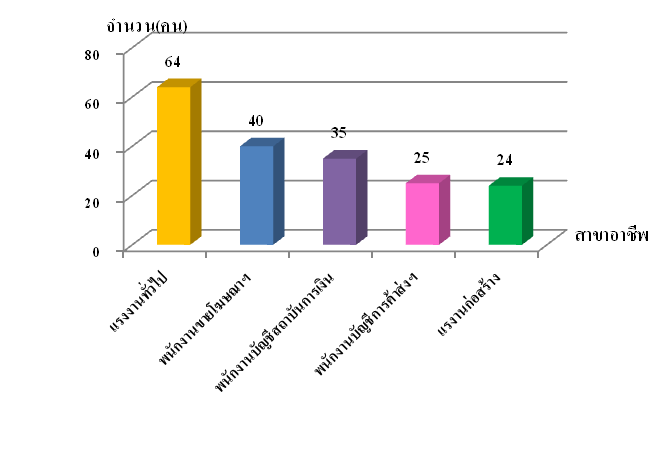 จำนวน(คน)
80
60
40
20
0
64
40
35
25
24
สาขาอาชีพ
แรงงานทั่วไป
พนักงานขายโฆษณาฯ
พนักงานบัญชีสถาบันการเงิน
พนักงานบัญชีการค้าส่งฯ
แรงานก่อสร้าง